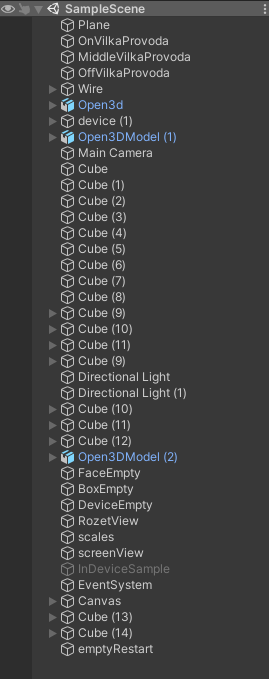 SampleScene
Plane
OnVilkaProvoda
MiddleVilkaProvoda
OffVilkaProvoda
Wire
Open3d
device (1)
Open3DModel (1)
Main Camera
Cube
Cube (1)
Cube (2)
Cube (3)
Cube (4)
Cube (5)
Cube (6)
Cube (7)
Cube (8)
Cube (9)
Cube (10)
Cube (11)
Cube (9)
Directional Light
Directional Light (1)
Cube (10)
Cube (11)
Cube (12)
Open3DModel (2)
FaceEmpty
BoxEmpty
DeviceEmpty
RozetView
scales
screenView
InDeviceSample
EventSystem
Canvas
Cube (13)
Cube (14)
emptyRestart